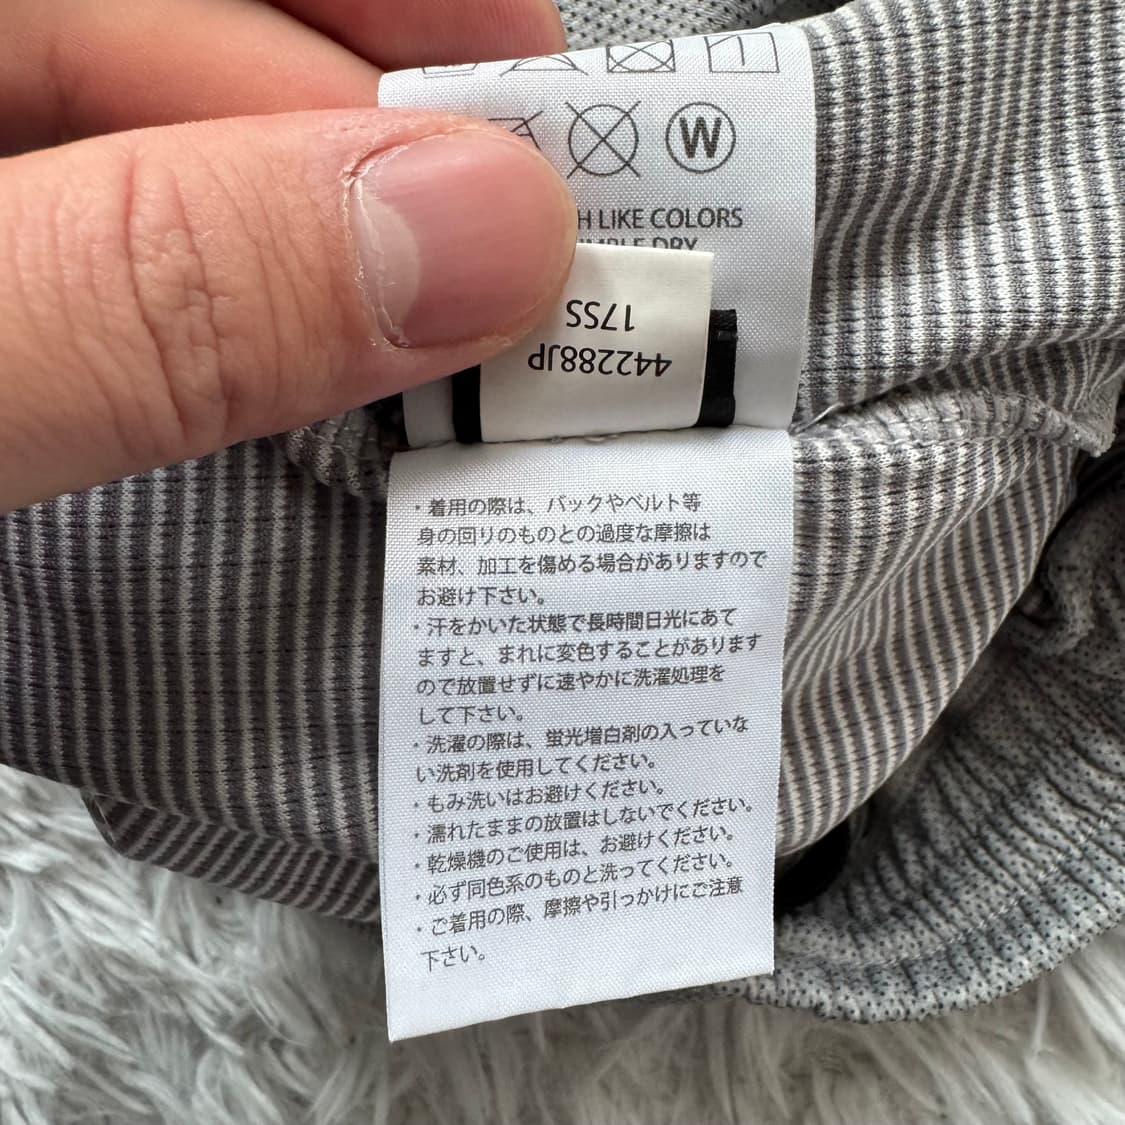 W
H LIKE COLORS
DRY
442288JP
17SS
・着用の際は、バックやベルト等
身の回りのものとの過度な摩擦は
素材、加工を傷める場合がありますので
お避け下さい。
・汗をかいた状態で長時間日光にあて
ますと、まれに変色することがあります
ので放置せずに速やかに洗濯処理を
して下さい。
・洗濯の際は、蛍光増白剤の入っていな
い洗剤を使用してください。
・もみ洗いはお避けください。
・濡れたままの放置はしないでください。
・乾燥機のご使用は、お避けください。
・必ず同色系のものと洗ってください。
・ご着用の際、摩擦や引っかけにご注意
下さい。